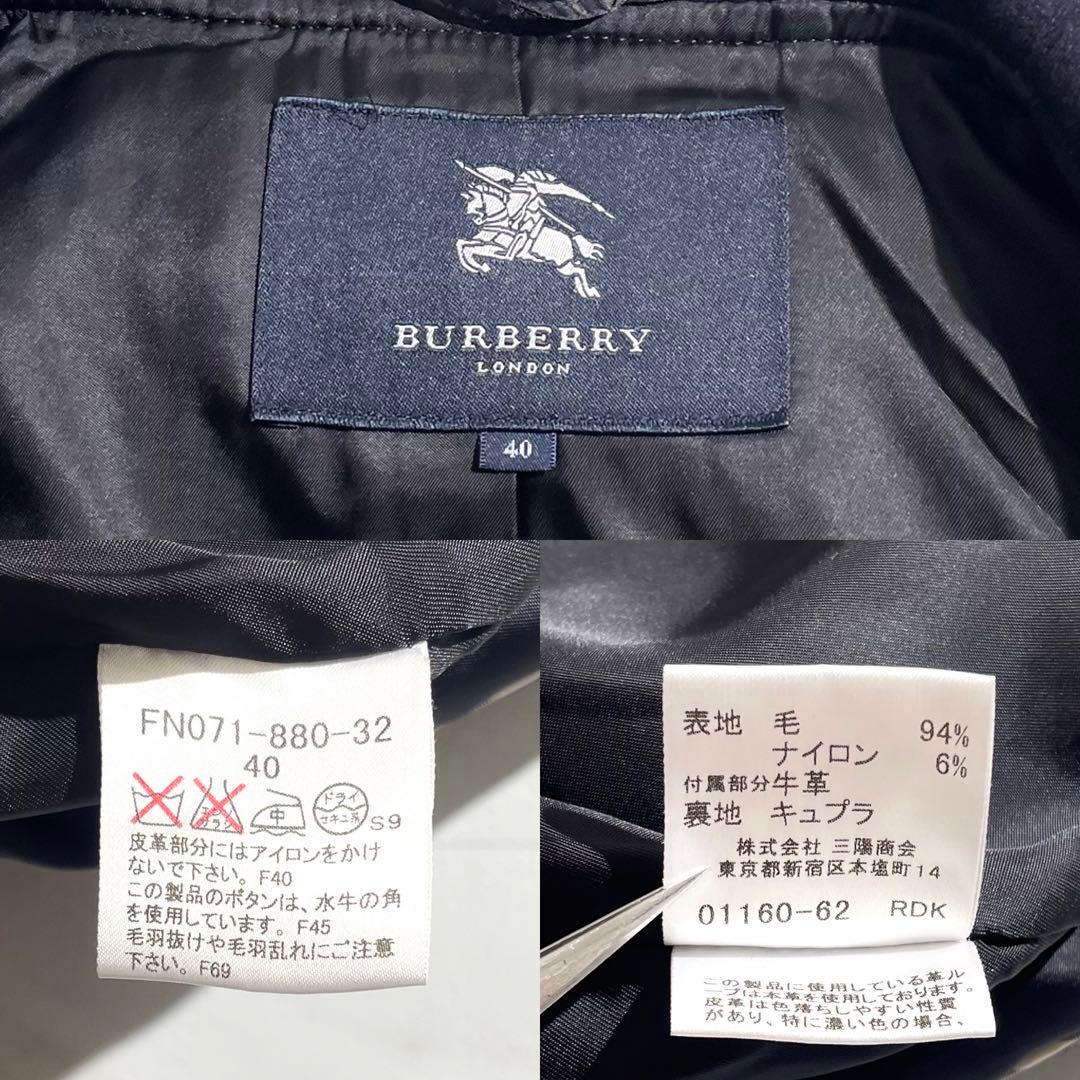 BURBERRY
LONDON
40
FN071-880-32
40
中
ドライ
セキユ系
S9
皮革部分にはアイロンをかけ
ないで下さい。F40
この製品のボタンは、水牛の角
を使用しています。F45
毛羽抜けや毛羽乱れにご注意
下さい。F69
表地 毛 94%
ナイロン 6%
付属部分 牛革
裏地 キュプラ
株式会社 三陽商会
東京都新宿区本塩町14
01160-62 RDK
この製品に使用している革ル
ープは本革を使用しております。
皮革は色落ちしやすい性質
があり、特に濃い色の場合、